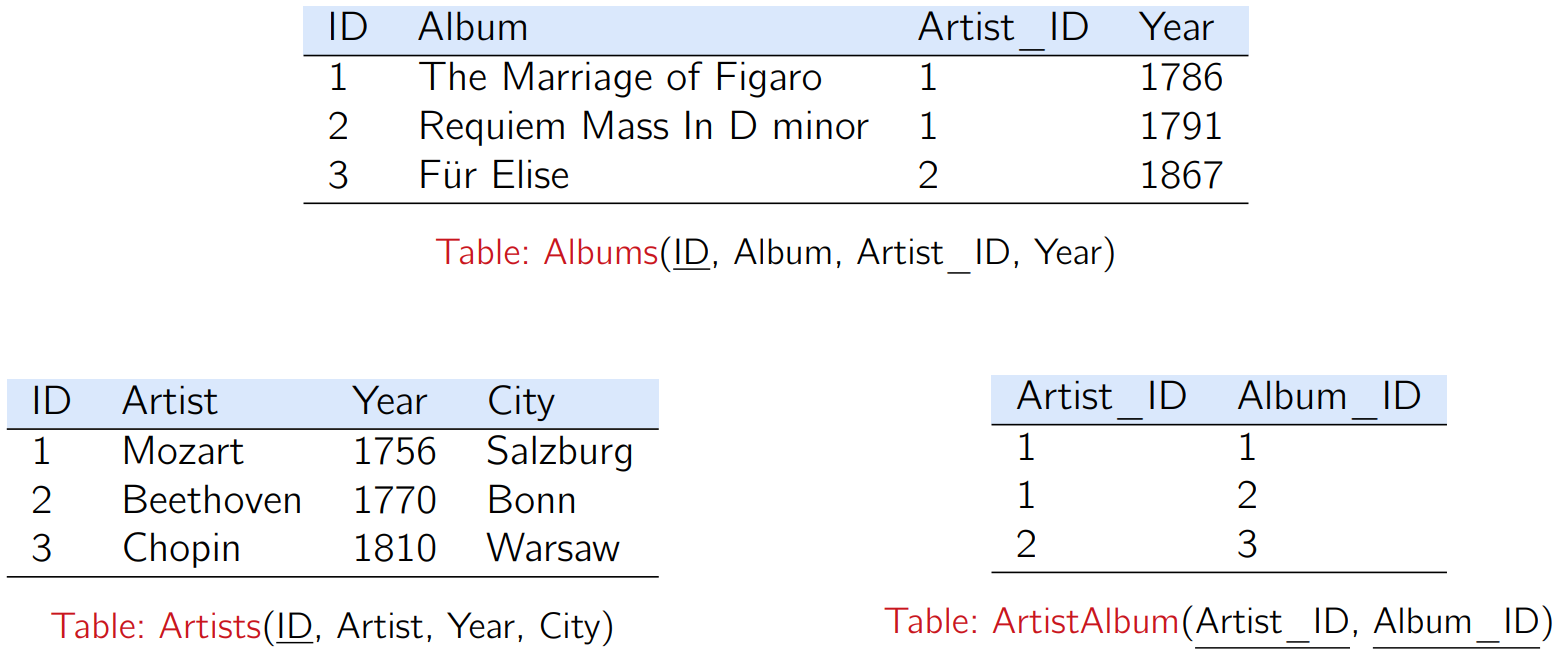 ID Album Artist_ID Year
1 The Marriage of Figaro 1 1786
2 Requiem Mass In D minor 1 1791
3 Für Elise 2 1867
Table: Albums(ID, Album, Artist_ID, Year)
ID Artist Year City
1 Mozart 1756 Salzburg
2 Beethoven 1770 Bonn
3 Chopin 1810 Warsaw
Table: Artists(ID, Artist, Year, City)
Artist_ID Album_ID
1 1
1 2
2 3
Table: ArtistAlbum(Artist_ID, Album_ID)